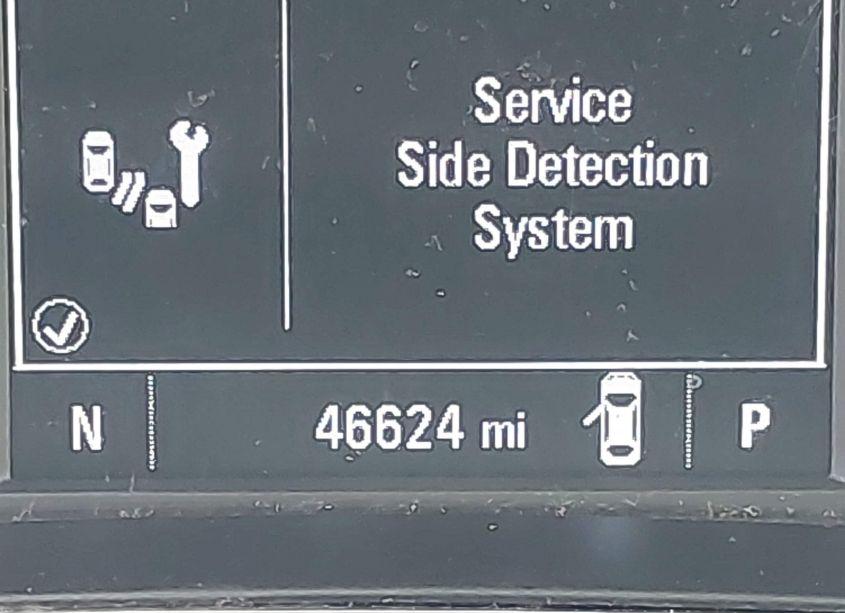 Service
Side Detection
System
N 46624 mi P